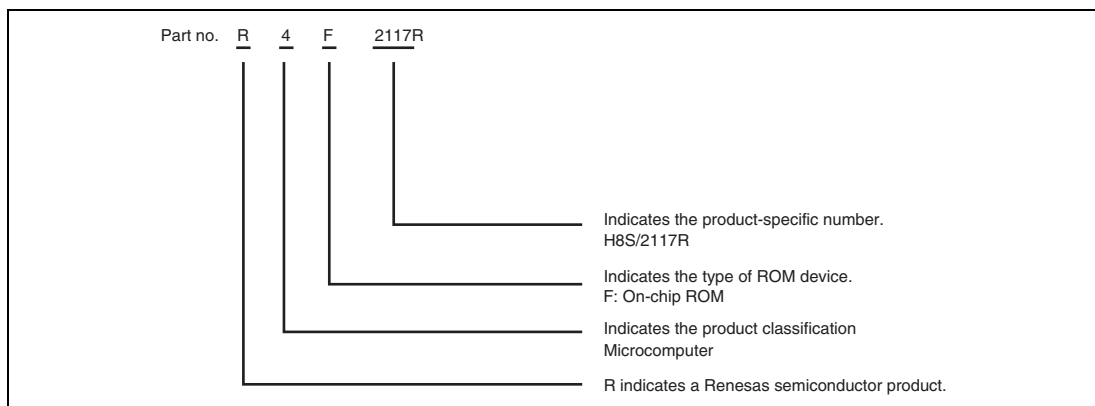 Part no. R 4 F 2117R
Indicates the product-specific number.
H8S/2117R
Indicates the type of ROM device.
F: On-chip ROM
Indicates the product classification
Microcomputer
R indicates a Renesas semiconductor product.